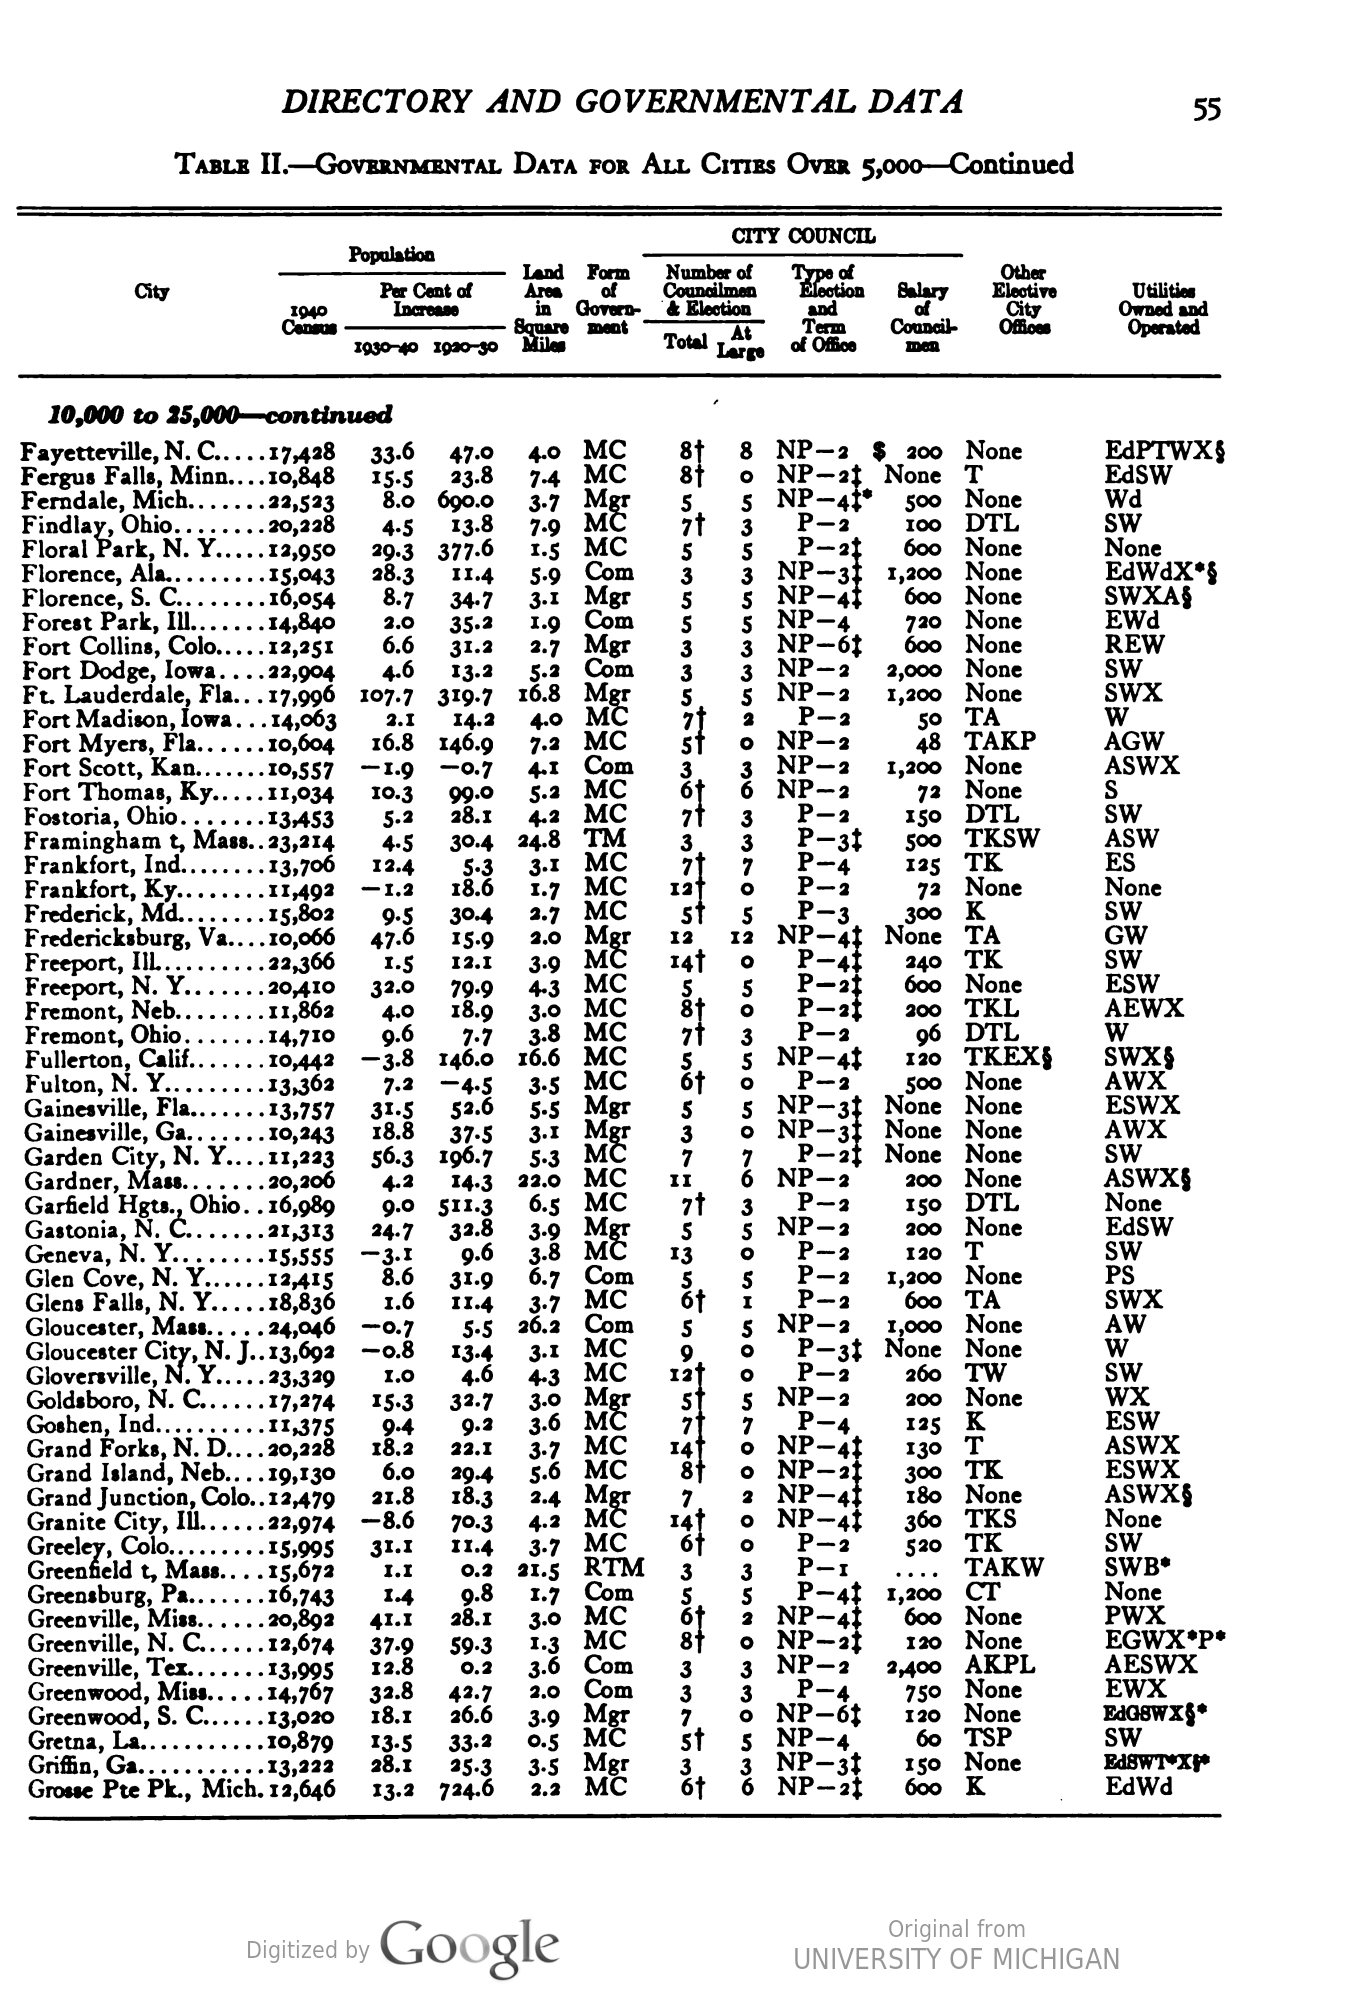 DIRECTORY AND GOVERNMENTAL DATA 55
TABLE II.—GOVERNMENTAL DATA FOR ALL CITIES OVER 5,000—Continued
CITY COUNCIL
Population
City 1940 Census Per Cent of Increase 1930-40 1920-30 Land Area in Square Miles Form of Government Number of Councilmen & Election Total At Large Type of Election and Term of Office Salary of Councilmen Other Elective City Offices Utilities Owned and Operated
10,000 to 25,000—continued
Fayetteville, N. C.....17,428 33.6 47.0 4.0 MC 8† 8 NP—2 $ 200 None EdPTWX§
Fergus Falls, Minn....10,848 15.5 23.8 7.4 MC 8† 0 NP—2‡ None T EdSW
Ferndale, Mich.......22,523 8.0 690.0 3.7 Mgr 5 5 NP—4‡* 500 None Wd
Findlay, Ohio........20,228 4.5 13.8 7.9 MC 7† 3 P—2 100 DTL SW
Floral Park, N. Y.....12,950 29.3 377.6 1.5 MC 5 5 P—2‡ 600 None None
Florence, Ala.........15,043 28.3 11.4 5.9 Com 3 3 NP—3‡ 1,200 None EdWdX*§
Florence, S. C........16,054 8.7 34.7 3.1 Mgr 5 5 NP—4‡ 600 None SWXA§
Forest Park, Ill.......14,840 2.0 35.2 1.9 Com 5 5 NP—4 720 None EWd
Fort Collins, Colo.....12,251 6.6 31.2 2.7 Mgr 3 3 NP—6‡ 600 None REW
Fort Dodge, Iowa....22,904 4.6 13.2 5.2 Com 3 3 NP—2 2,000 None SW
Ft. Lauderdale, Fla...17,996 107.7 319.7 16.8 Mgr 5 5 NP—2 1,200 None SWX
Fort Madison, Iowa...14,063 2.1 14.2 4.0 MC 7† 2 P—2 50 TA W
Fort Myers, Fla......10,604 16.8 146.9 7.2 MC 5† 0 NP—2 48 TAKP AGW
Fort Scott, Kan.......10,557 —1.9 —0.7 4.1 Com 3 3 NP—2 1,200 None ASWX
Fort Thomas, Ky.....11,034 10.3 99.0 5.2 MC 6† 6 NP—2 72 None S
Fostoria, Ohio.......13,453 5.2 28.1 4.2 MC 7† 3 P—2 150 DTL SW
Framingham t, Mass..23,214 4.5 30.4 24.8 TM 3 3 P—3‡ 500 TKSW ASW
Frankfort, Ind........13,706 12.4 5.3 3.1 MC 7† 7 P—4 125 TK ES
Frankfort, Ky........11,492 —1.2 18.6 1.7 MC 12† 0 P—2 72 None None
Frederick, Md........15,802 9.5 30.4 2.7 MC 5† 5 P—3 300 K SW
Fredericksburg, Va....10,066 47.6 15.9 2.0 Mgr 12 12 NP—4‡ None TA GW
Freeport, Ill..........22,366 1.5 12.1 3.9 MC 14† 0 P—4‡ 240 TK SW
Freeport, N. Y.......20,410 32.0 79.9 4.3 MC 5 5 P—2‡ 600 None ESW
Fremont, Neb........11,862 4.0 18.9 3.0 MC 8† 0 P—2‡ 200 TKL AEWX
Fremont, Ohio.......14,710 9.6 7.7 3.8 MC 7† 3 P—2 96 DTL W
Fullerton, Calif.......10,442 —3.8 146.0 16.6 MC 5 5 NP—4‡ 120 TKEX§ SWX§
Fulton, N. Y.........13,362 7.2 —4.5 3.5 MC 6† 0 P—2 500 None AWX
Gainesville, Fla.......13,757 31.5 52.6 5.5 Mgr 5 5 NP—3‡ None None ESWX
Gainesville, Ga.......10,243 18.8 37.5 3.1 Mgr 3 0 NP—3‡ None None AWX
Garden City, N. Y....11,223 56.3 196.7 5.3 MC 7 7 P—2‡ None None SW
Gardner, Mass.......20,206 4.2 14.3 22.0 MC 11 6 NP—2 200 None ASWX§
Garfield Hgts., Ohio..16,989 9.0 511.3 6.5 MC 7† 3 P—2 150 DTL None
Gastonia, N. C.......21,313 24.7 32.8 3.9 Mgr 5 5 NP—2 200 None EdSW
Geneva, N. Y........15,555 —3.1 9.6 3.8 MC 13 0 P—2 120 T SW
Glen Cove, N. Y......12,415 8.6 31.9 6.7 Com 5 5 P—2 1,200 None PS
Glens Falls, N. Y.....18,836 1.6 11.4 3.7 MC 6† 1 P—2 600 TA SWX
Gloucester, Mass.....24,046 —0.7 5.5 26.2 Com 5 5 NP—2 1,000 None AW
Gloucester City, N. J..13,692 —0.8 13.4 3.1 MC 9 0 P—3‡ None None W
Gloversville, N. Y.....23,329 1.0 4.6 4.3 MC 12† 0 P—2 260 TW SW
Goldsboro, N. C......17,274 15.3 32.7 3.0 Mgr 5† 5 NP—2 200 None WX
Goshen, Ind..........11,375 9.4 9.2 3.6 MC 7† 7 P—4 125 K ESW
Grand Forks, N. D....20,228 18.2 22.1 3.7 MC 14† 0 NP—4‡ 130 T ASWX
Grand Island, Neb....19,130 6.0 29.4 5.6 MC 8† 0 NP—2‡ 300 TK ESWX
Grand Junction, Colo..12,479 21.8 18.3 2.4 Mgr 7 2 NP—4‡ 180 None ASWX§
Granite City, Ill......22,974 —8.6 70.3 4.2 MC 14† 0 NP—4‡ 360 TKS None
Greeley, Colo.........15,995 31.1 11.4 3.7 MC 6† 0 P—2 520 TK SW
Greenfield t, Mass....15,672 1.1 0.2 21.5 RTM 3 3 P—1 .... TAKW SWB*
Greensburg, Pa.......16,743 1.4 9.8 1.7 Com 5 5 P—4‡ 1,200 CT None
Greenville, Miss......20,892 41.1 28.1 3.0 MC 6† 2 NP—4‡ 600 None PWX
Greenville, N. C......12,674 37.9 59.3 1.3 MC 8† 0 NP—2‡ 120 None EGWX*P*
Greenville, Tex.......13,995 12.8 0.2 3.6 Com 3 3 NP—2 2,400 AKPL AESWX
Greenwood, Miss.....14,767 32.8 42.7 2.0 Com 3 3 P—4 750 None EWX
Greenwood, S. C......13,020 18.1 26.6 3.9 Mgr 7 0 NP—6‡ 120 None EdGSWX§*
Gretna, La...........10,879 13.5 33.2 0.5 MC 5† 5 NP—4 60 TSP SW
Griffin, Ga...........13,222 28.1 25.3 3.5 Mgr 3 3 NP—3‡ 150 None
Grosse Pte Pk., Mich. 12,646 13.2 724.6 2.2 MC 6† 6 NP—2‡ 600 K EdWd
Digitized by Google
Original from
UNIVERSITY OF MICHIGAN